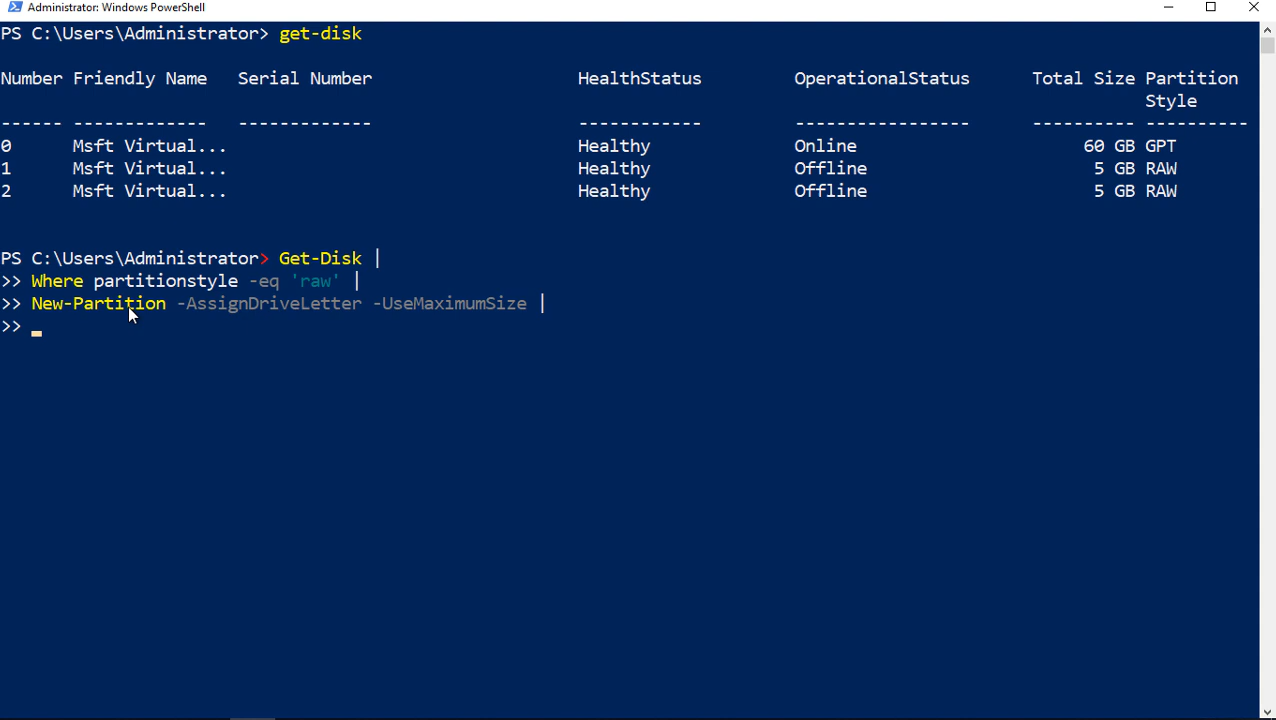 Administrator: Windows PowerShell
PS C:\Users\Administrator> get-disk
Number Friendly Name Serial Number HealthStatus OperationalStatus Total Size Partition
Style
------ ------------- ------------- ------------ ----------------- ---------- ----------
0 Msft Virtual... Healthy Online 60 GB GPT
1 Msft Virtual... Healthy Offline 5 GB RAW
2 Msft Virtual... Healthy Offline 5 GB RAW
PS C:\Users\Administrator> Get-Disk |
>> Where partitionstyle -eq 'raw' |
>> New-Partition -AssignDriveLetter -UseMaximumSize |
>>